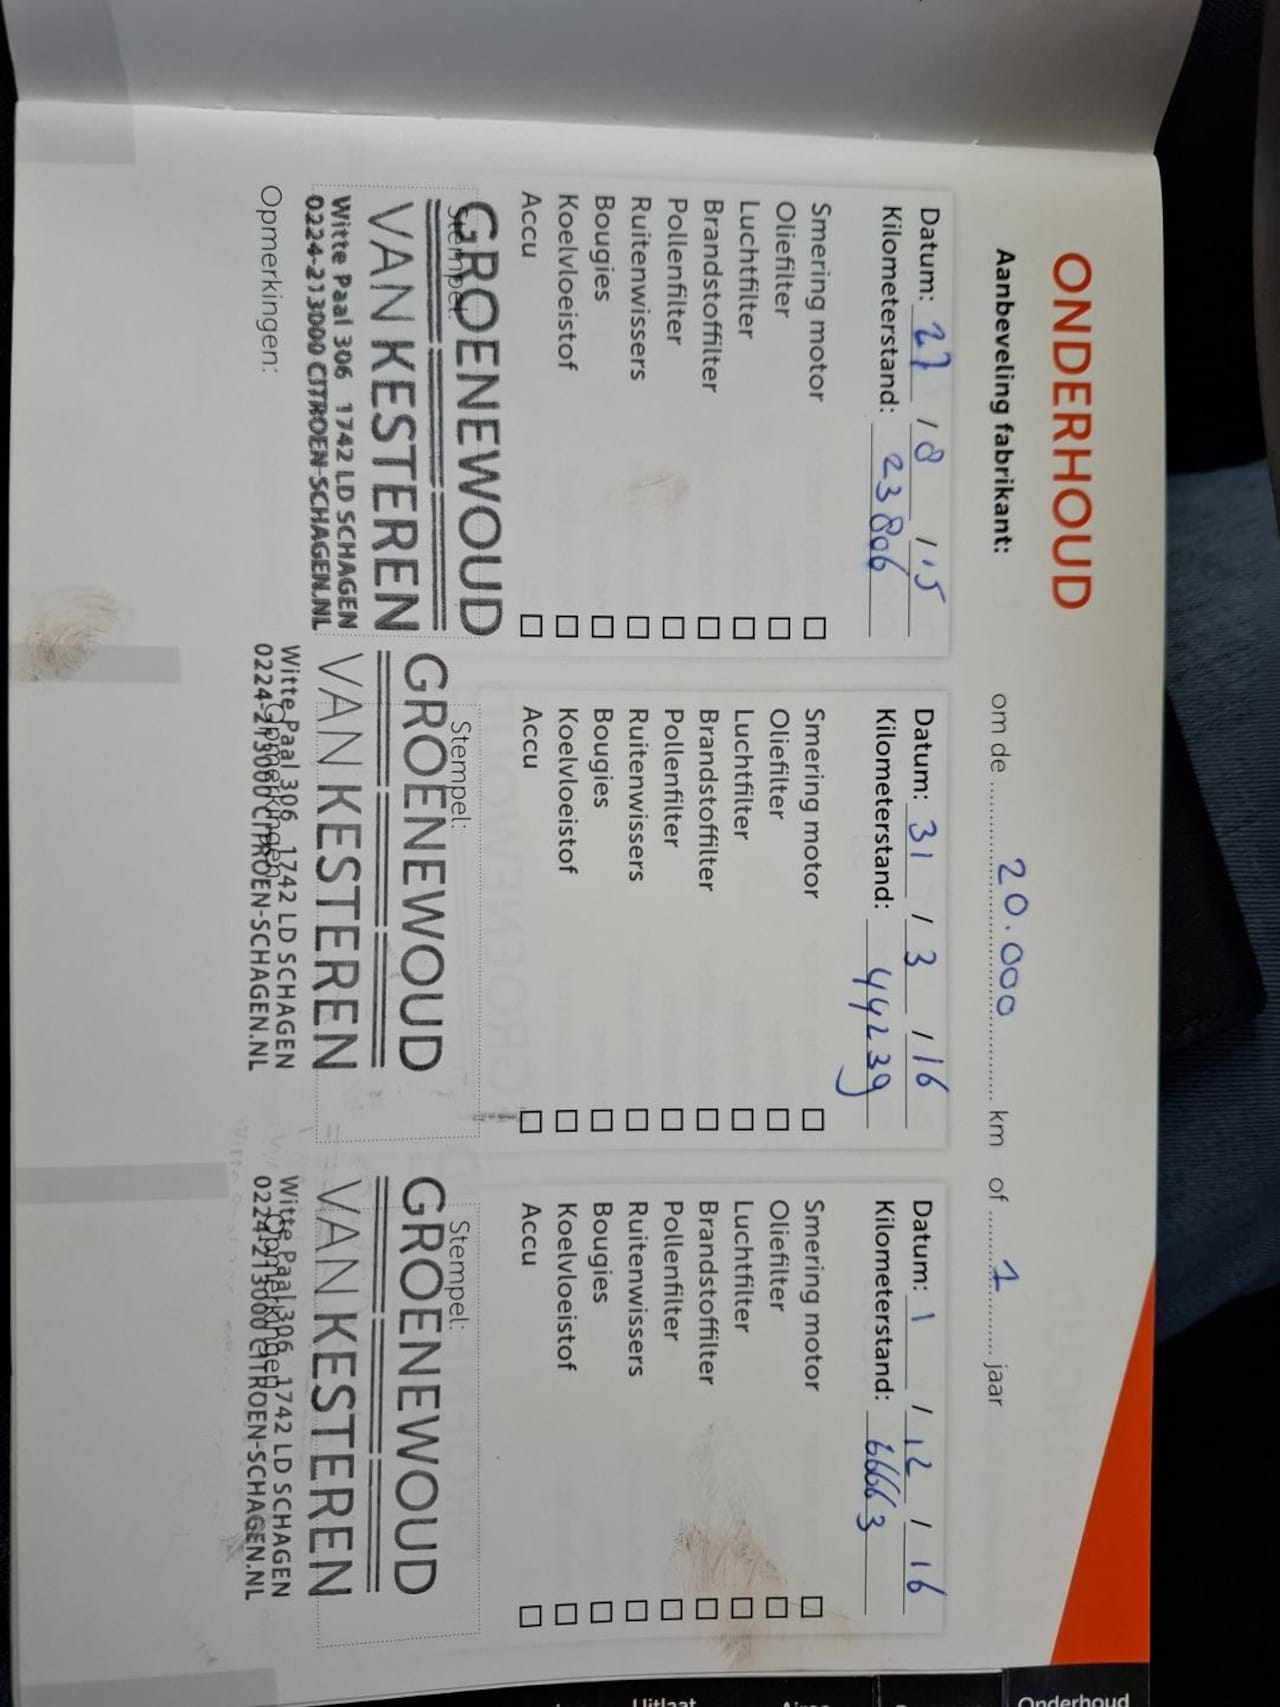 ONDERHOUD
Aanbeveling fabrikant: om de 20.000 km of 1 jaar
Datum: 27 / 8 / 15
Kilometerstand: 23806
Smering motor
Oliefilter
Luchtfilter
Brandstoffilter
Pollenfilter
Ruitenwissers
Bougies
Koelvloeistof
Accu
Stempel:
GROENEWOUD
VAN KESTEREN
Witte Paal 306 1742 LD SCHAGEN
0224-213000 CITROEN-SCHAGEN.NL
Opmerkingen:
Datum: 31 / 3 / 16
Kilometerstand: 44239
Smering motor
Oliefilter
Luchtfilter
Brandstoffilter
Pollenfilter
Ruitenwissers
Bougies
Koelvloeistof
Accu
Stempel:
GROENEWOUD
VAN KESTEREN
Witte Paal 306 1742 LD SCHAGEN
0224-213000 CITROEN-SCHAGEN.NL
Opmerkingen:
Datum: 1 / 12 / 16
Kilometerstand: 66663
Smering motor
Oliefilter
Luchtfilter
Brandstoffilter
Pollenfilter
Ruitenwissers
Bougies
Koelvloeistof
Accu
Stempel:
GROENEWOUD
VAN KESTEREN
Witte Paal 306 1742 LD SCHAGEN
0224-213000 CITROEN-SCHAGEN.NL
Opmerkingen:
Onderhoud
Uitlaat